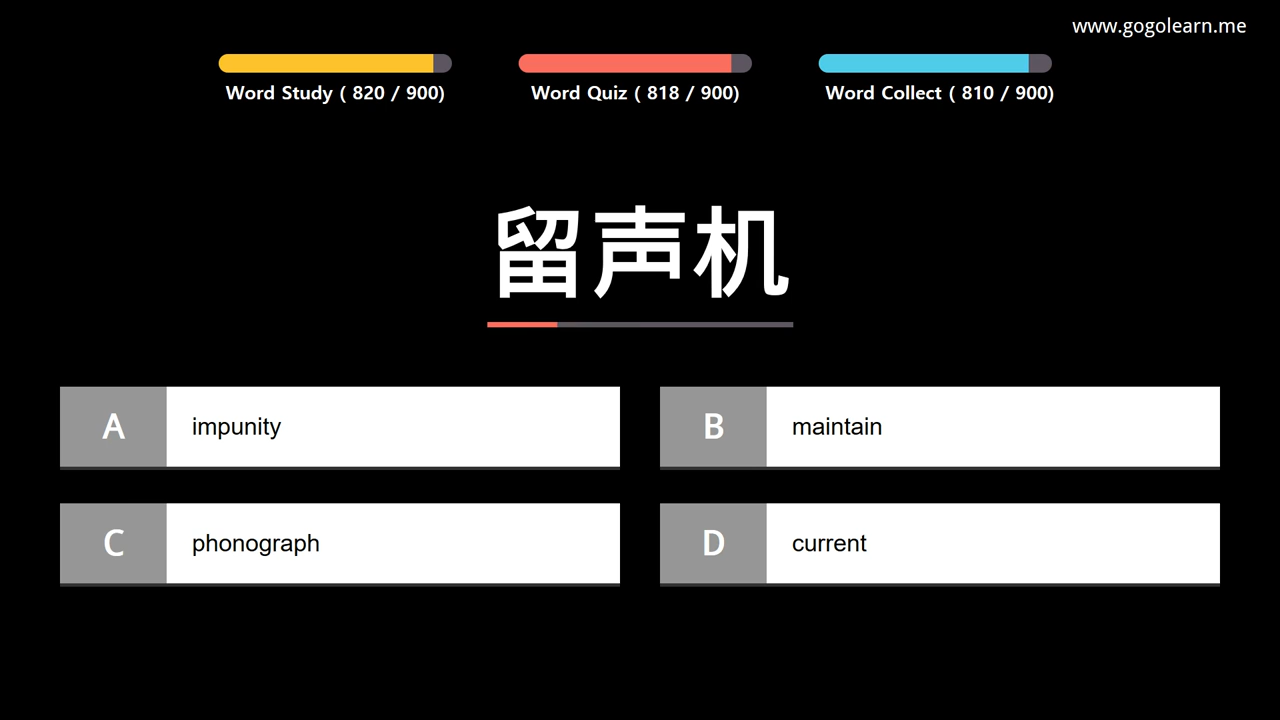 www.gogolearn.me
Word Study ( 820 / 900)
Word Quiz ( 818 / 900)
Word Collect ( 810 / 900)
留声机
A impunity
B maintain
C phonograph
D current